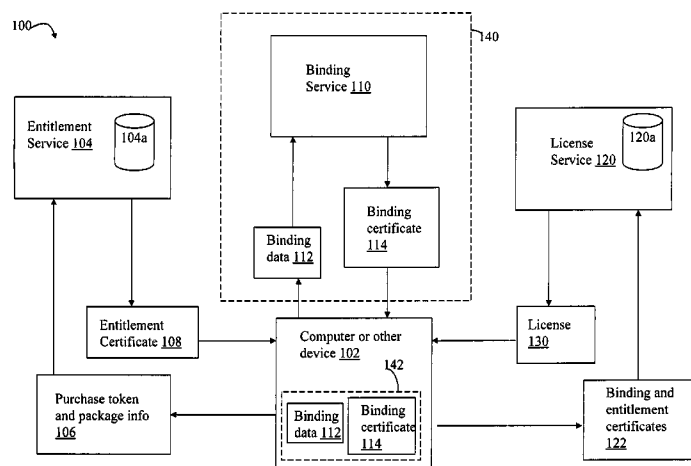 100
140
Binding
Service 110
Entitlement
Service 104
104a
License
Service 120
120a
Binding
data 112
Binding
certificate
114
Entitlement
Certificate 108
Computer or other
device 102
License
130
142
Purchase token
and package info
106
Binding
data 112
Binding
certificate
114
Binding and
entitlement
certificates
122